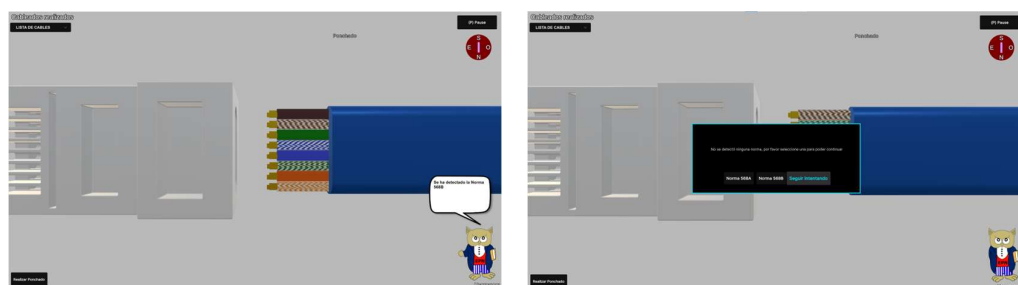 Cableados realizados
LISTA DE CABLES
(P) Pause
Ponchado
S
E O
N
Se ha detectado la Norma
568B
Realizar Ponchado
Cableados realizados
LISTA DE CABLES
(P) Pause
Ponchado
S
E O
N
No se detectó ninguna norma, por favor seleccione una para poder continuar
Norma 568A Norma 568B Seguir Intentando
Realizar Ponchado